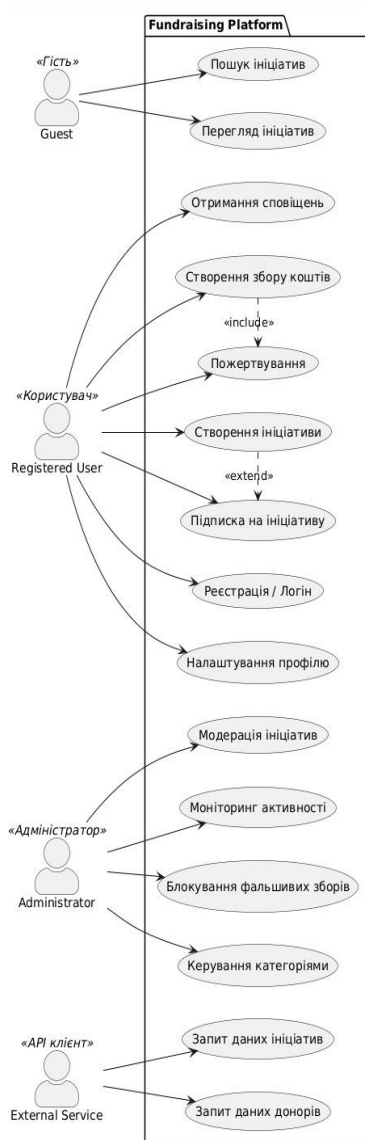 Fundraising Platform
«Гість»
Guest
Пошук ініціатив
Перегляд ініціатив
Отримання сповіщень
Створення збору коштів
«include»
Пожертвування
«Користувач»
Registered User
Створення ініціативи
«extend»
Підписка на ініціативу
Реєстрація / Логін
Налаштування профілю
Модерація ініціатив
Моніторинг активності
«Адміністратор»
Administrator
Блокування фальшивих зборів
Керування категоріями
Запит даних ініціатив
«API клієнт»
External Service
Запит даних донорів